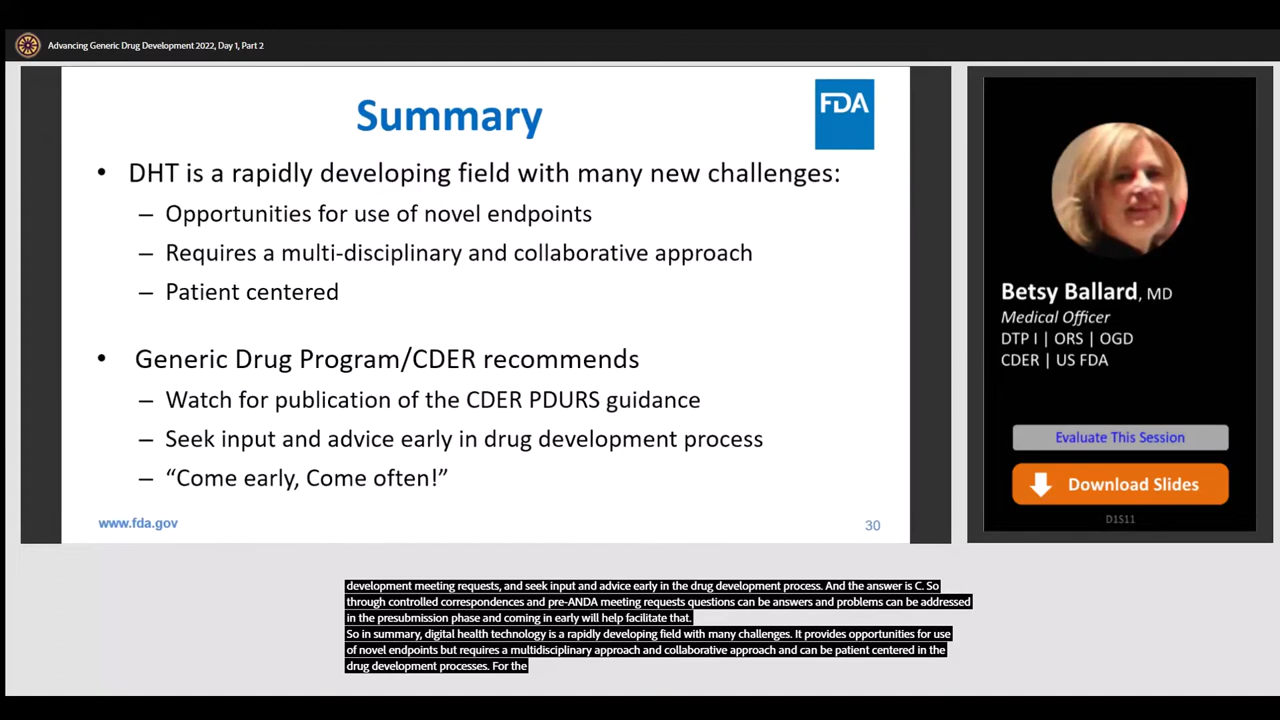 Advancing Generic Drug Development 2022, Day 1, Part 2
Summary
FDA
• DHT is a rapidly developing field with many new challenges:
– Opportunities for use of novel endpoints
– Requires a multi-disciplinary and collaborative approach
– Patient centered
• Generic Drug Program/CDER recommends
– Watch for publication of the CDER PDURS guidance
– Seek input and advice early in drug development process
– “Come early, Come often!”
www.fda.gov
30
Betsy Ballard, MD
Medical Officer
DTP I | ORS | OGD
CDER | US FDA
Evaluate This Session
Download Slides
D1S11
development meeting requests, and seek input and advice early in the drug development process. And the answer is C. So
through controlled correspondences and pre-ANDA meeting requests questions can be answers and problems can be addressed
in the presubmission phase and coming in early will help facilitate that.
So in summary, digital health technology is a rapidly developing field with many challenges. It provides opportunities for use
of novel endpoints but requires a multidisciplinary approach and collaborative approach and can be patient centered in the
drug development processes. For the